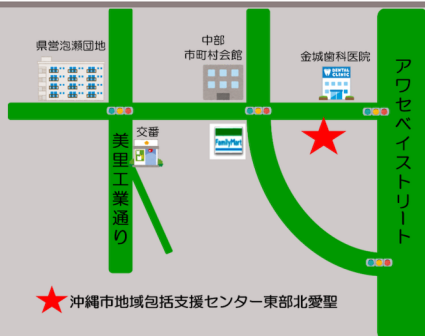 県営泡瀬団地
中部
市町村会館
金城歯科医院
DENTAL
CLINIC
アワセベイストリート
美里工業通り
交番
FamilyMart
沖縄市地域包括支援センター東部北愛聖